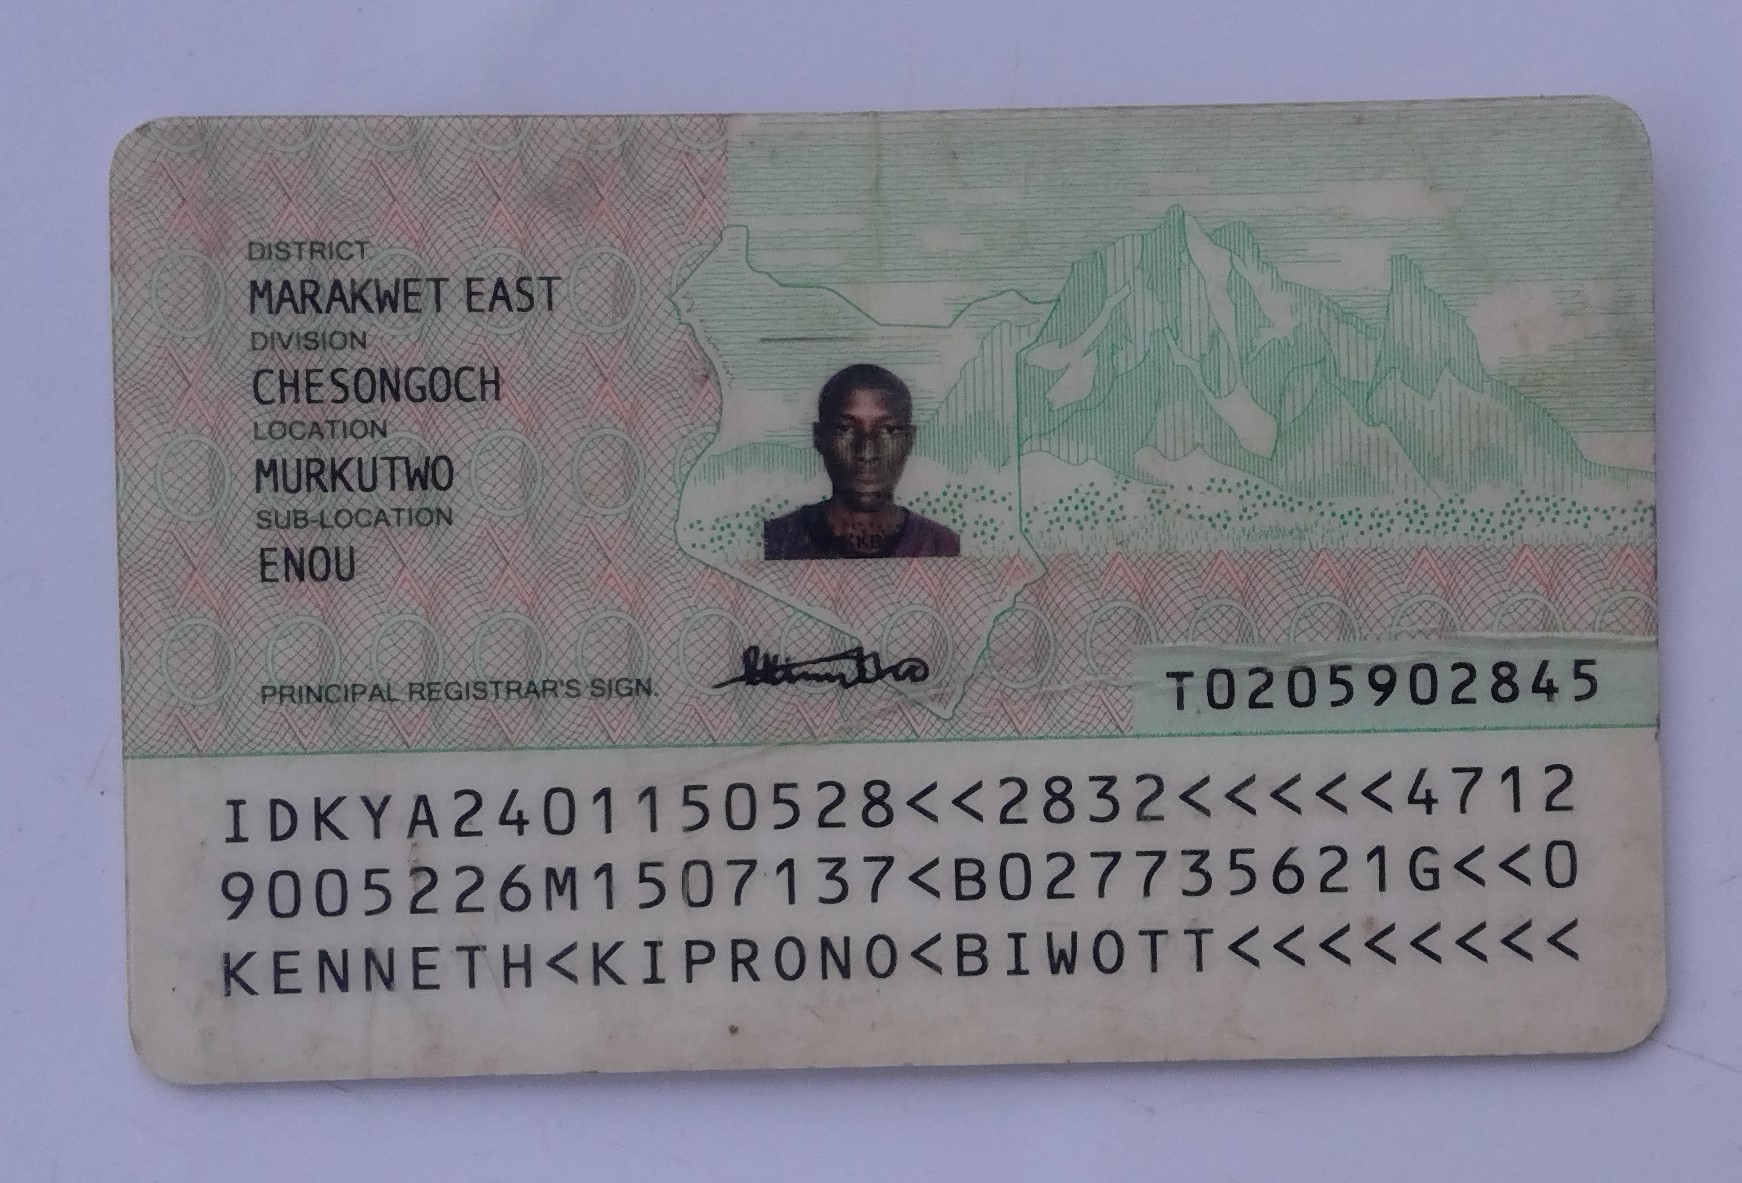 DISTRICT
MARAKWET EAST
DIVISION
CHESONGOCH
LOCATION
MURKUTWO
SUB-LOCATION
ENOU
PRINCIPAL REGISTRAR'S SIGN.
T0205902845
IDKYA2401150528<<2832<<<<<4712
9005226M1507137<B027735621G<<0
KENNETH<KIPRONO<BIWOTT<<<<<<<<